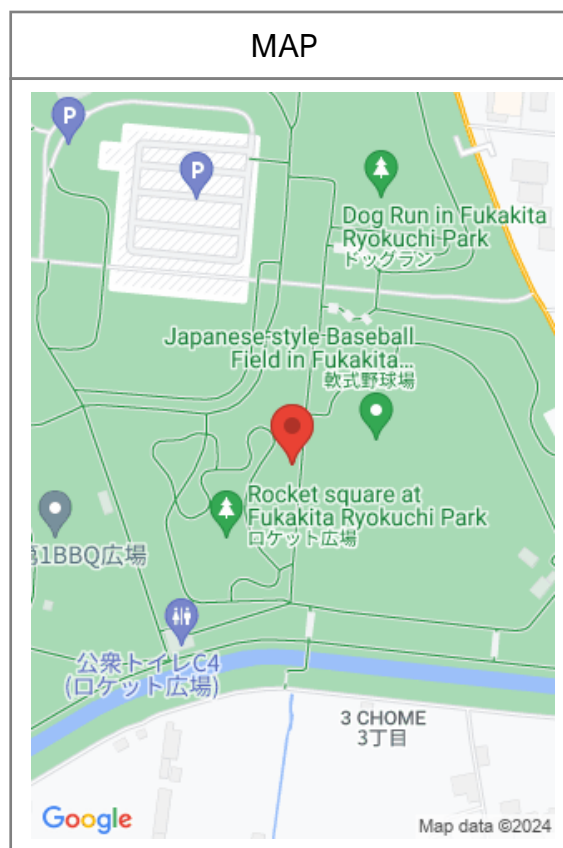 MAP
P
P
Dog Run in Fukakita
Ryokuchi Park
ドッグラン
Japanese-style Baseball
Field in Fukakita...
軟式野球場
Rocket square at
Fukakita Ryokuchi Park
ロケット広場
第1BBQ広場
公衆トイレC4
(ロケット広場)
3 CHOME
3丁目
Google
Map data ©2024